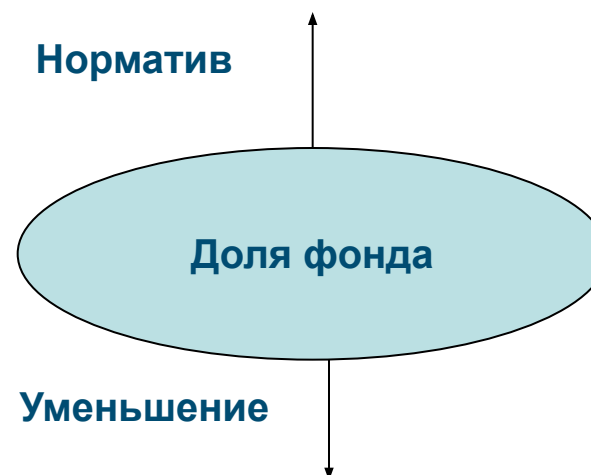 Норматив
Доля фонда
Уменьшение